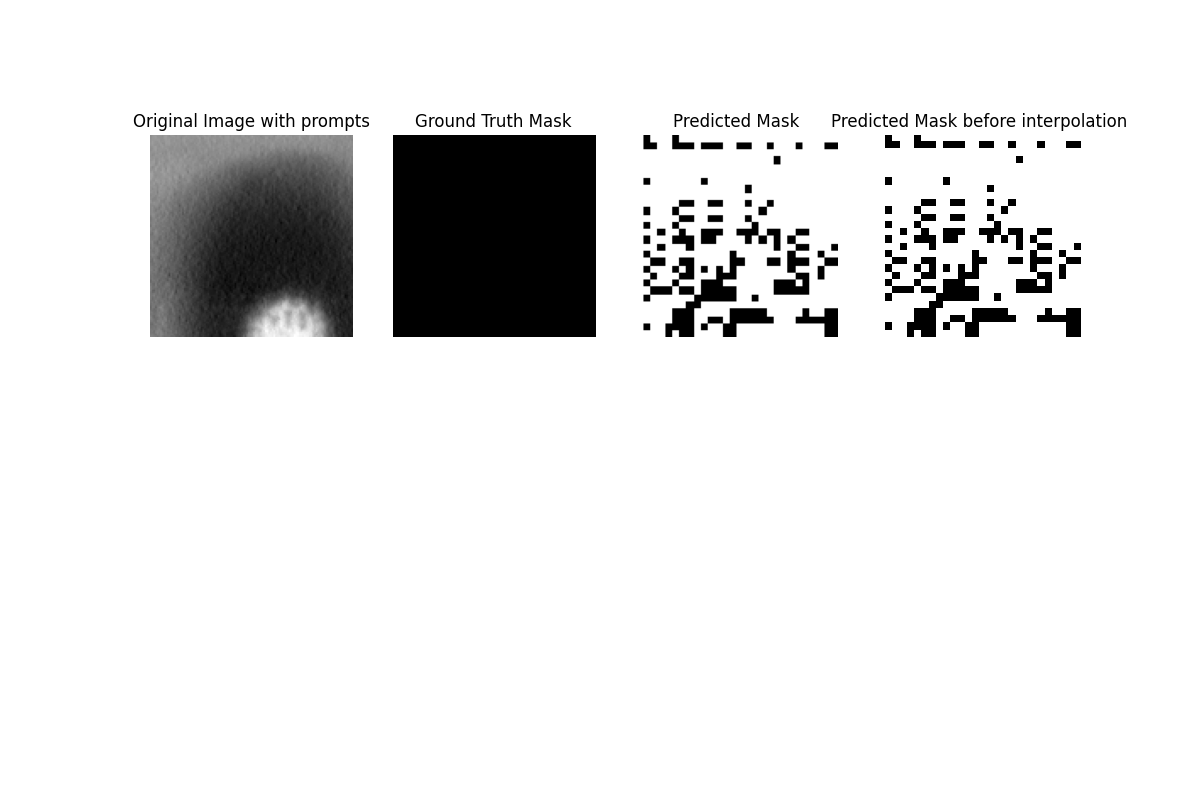 Original Image with prompts
Ground Truth Mask
Predicted Mask
Predicted Mask before interpolation